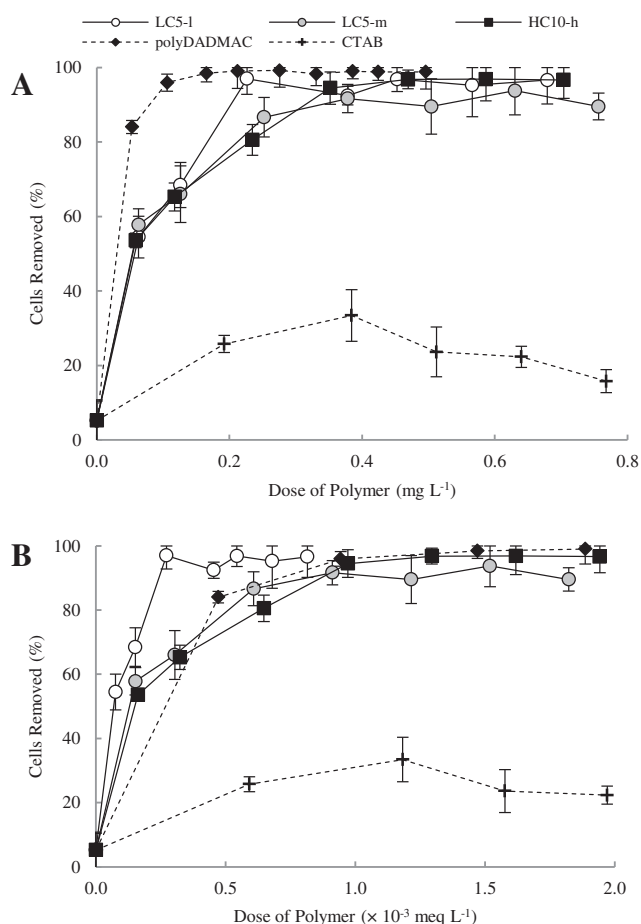 LC5-l LC5-m HC10-h
polyDADMAC CTAB
A
100
80
60
40
20
0
Cells Removed (%)
0.0 0.2 0.4 0.6 0.8
Dose of Polymer (mg L-1)
B
100
80
60
40
20
0
Cells Removed (%)
0.0 0.5 1.0 1.5 2.0
Dose of Polymer (× 10-3 meq L-1)